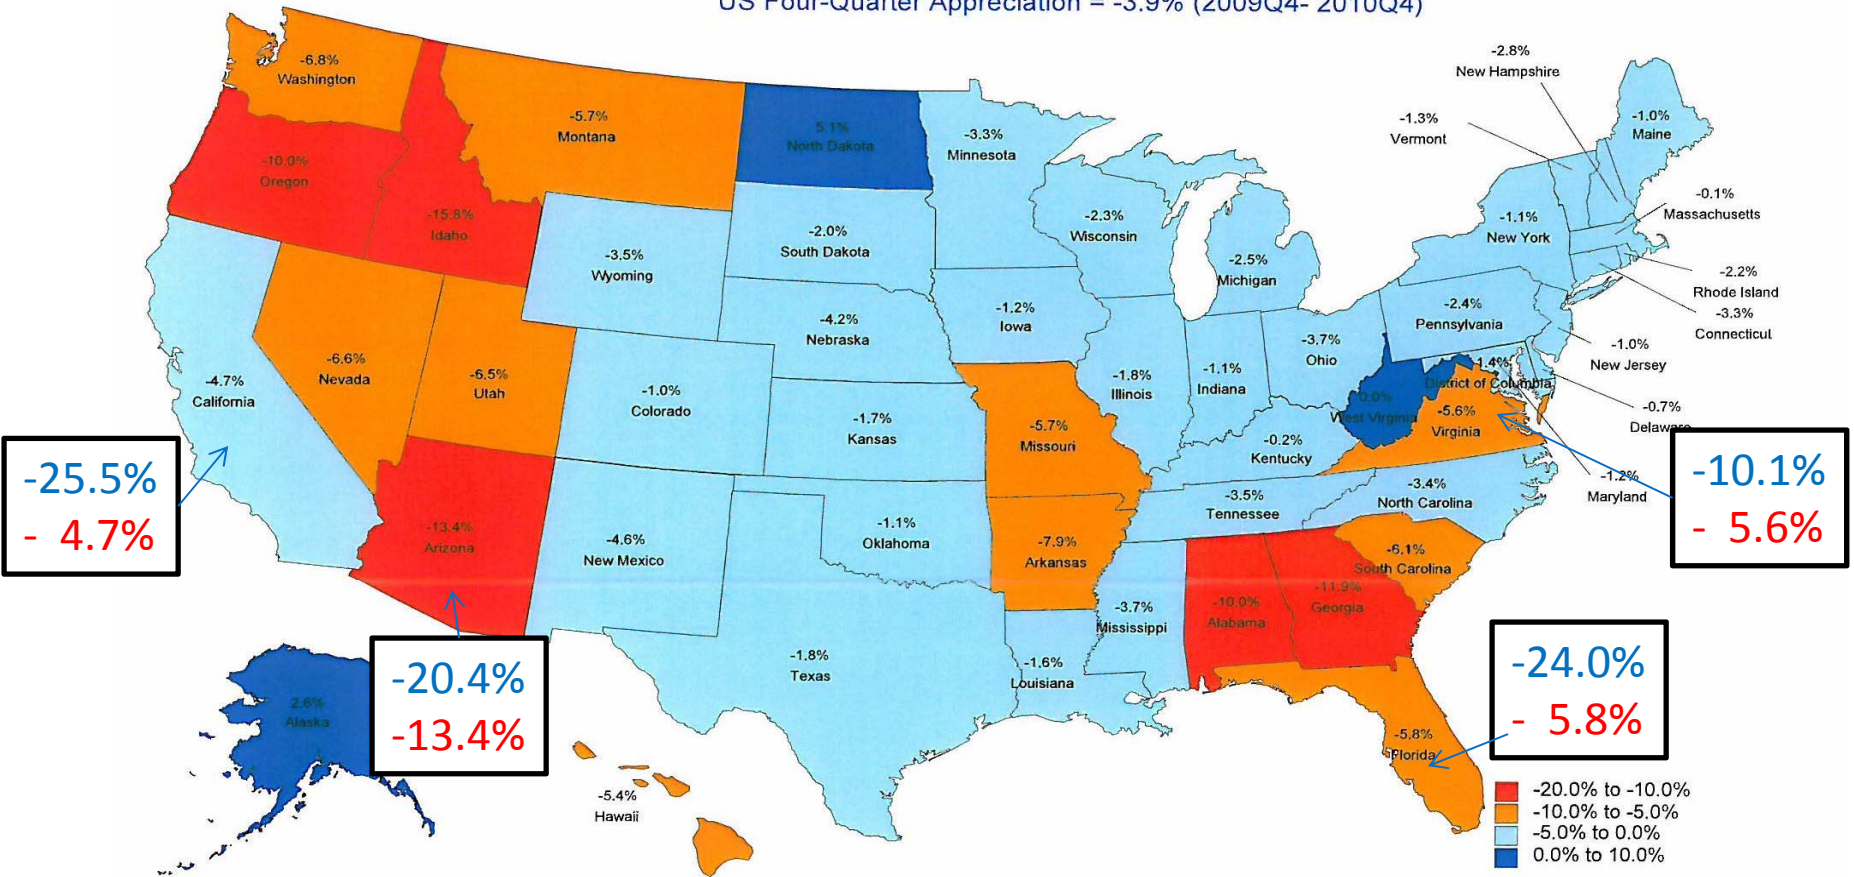 US Four-Quarter Appreciation = -3.9% (2009Q4- 2010Q4)
-6.8%
Washington
-5.7%
Montana
5.1%
North Dakota
-3.3%
Minnesota
-2.8%
New Hampshire
-1.3%
Vermont
-1.0%
Maine
-10.0%
Oregon
-15.8%
Idaho
-3.5%
Wyoming
-2.0%
South Dakota
-2.3%
Wisconsin
-2.5%
Michigan
-1.1%
New York
-0.1%
Massachusetts
-2.2%
Rhode Island
-3.3%
Connecticut
-4.2%
Nebraska
-1.2%
Iowa
-2.4%
Pennsylvania
-1.0%
New Jersey
-4.7%
California
-6.6%
Nevada
-6.5%
Utah
-1.0%
Colorado
-1.7%
Kansas
-5.7%
Missouri
-1.8%
Illinois
-1.1%
Indiana
-3.7%
Ohio
0.0%
West Virginia
1.4%
District of Columbia
-5.6%
Virginia
-0.7%
Delaware
-1.2%
Maryland
-0.2%
Kentucky
-25.5%
- 4.7%
-10.1%
- 5.6%
-13.4%
Arizona
-4.6%
New Mexico
-1.1%
Oklahoma
-7.9%
Arkansas
-3.5%
Tennessee
-3.4%
North Carolina
-6.1%
South Carolina
-3.7%
Mississippi
-10.0%
Alabama
-11.9%
Georgia
2.6%
Alaska
-20.4%
-13.4%
-5.4%
Hawaii
-1.8%
Texas
-1.6%
Louisiana
-5.8%
Florida
-24.0%
- 5.8%
-20.0% to -10.0%
-10.0% to -5.0%
-5.0% to 0.0%
0.0% to 10.0%